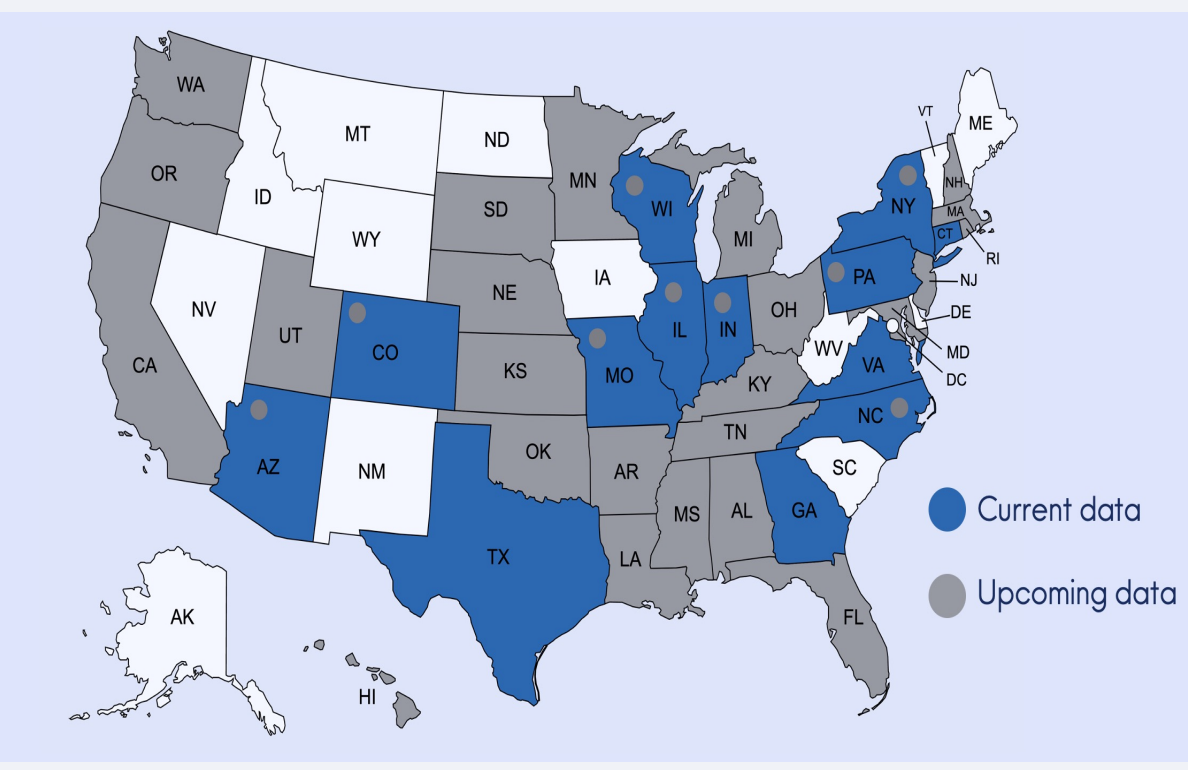 WA
OR
CA
ID
NV
MT
WY
UT
AZ
CO
NM
ND
SD
NE
KS
OK
TX
MN
IA
MO
AR
LA
WI
IL
MI
IN
OH
KY
TN
MS
AL
GA
FL
SC
NC
VA
WV
PA
NY
VT
ME
NH
MA
CT
RI
NJ
DE
MD
DC
AK
HI
Current data
Upcoming data